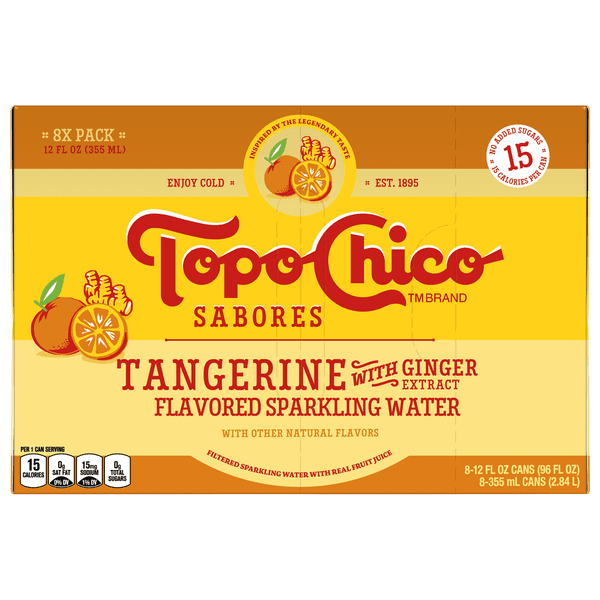 8X PACK
12 FL OZ (355 ML)
INSPIRED BY THE LEGENDARY TASTE
ENJOY COLD
EST. 1895
NO ADDED SUGARS
15
15 CALORIES PER CAN
Topo Chico
TM BRAND
SABORES
TANGERINE WITH GINGER
EXTRACT
FLAVORED SPARKLING WATER
WITH OTHER NATURAL FLAVORS
FILTERED SPARKLING WATER WITH REAL FRUIT JUICE
PER 1 CAN SERVING
15 CALORIES
0g SAT FAT 0% DV
15mg SODIUM 1% DV
0g TOTAL SUGARS
8-12 FL OZ CANS (96 FL OZ)
8-355 mL CANS (2.84 L)